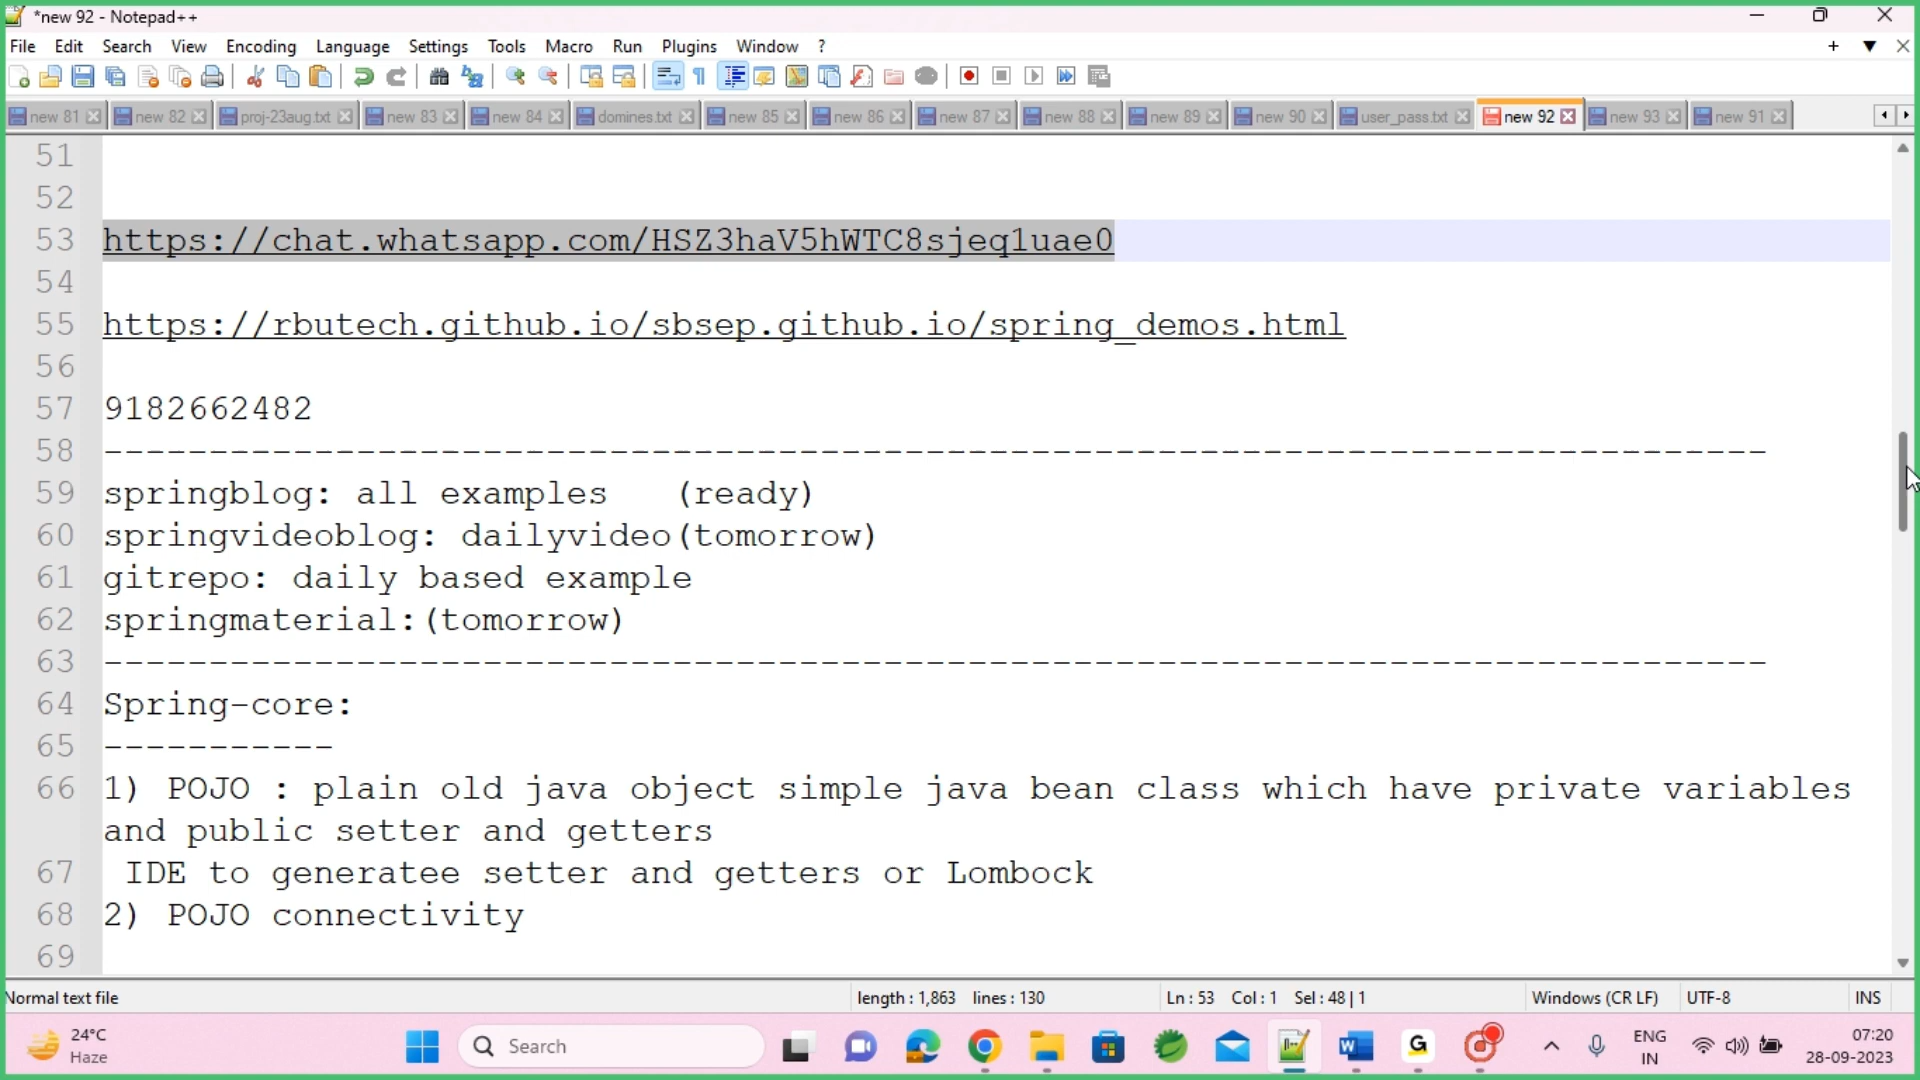 *new 92 - Notepad++
File Edit Search View Encoding Language Settings Tools Macro Run Plugins Window ?
new 81 new 82 proj-23aug.txt new 83 new 84 domines.txt new 85 new 86 new 87 new 88 new 89 new 90 user_pass.txt new 92 new 93 new 91
51
52
53 https://chat.whatsapp.com/HSZ3haV5hWTC8sjeq1uae0
54
55 https://rbutech.github.io/sbsep.github.io/spring_demos.html
56
57 9182662482
58 -------------------------------------------------------------------------------
59 springblog: all examples (ready)
60 springvideoblog: dailyvideo(tomorrow)
61 gitrepo: daily based example
62 springmaterial:(tomorrow)
63 -------------------------------------------------------------------------------
64 Spring-core:
65 -----------
66 1) POJO : plain old java object simple java bean class which have private variables
and public setter and getters
67 IDE to generatee setter and getters or Lombock
68 2) POJO connectivity
69
Normal text file length : 1,863 lines : 130 Ln : 53 Col : 1 Sel : 48 | 1 Windows (CR LF) UTF-8 INS
24°C
Haze
Search
ENG
IN
07:20
28-09-2023